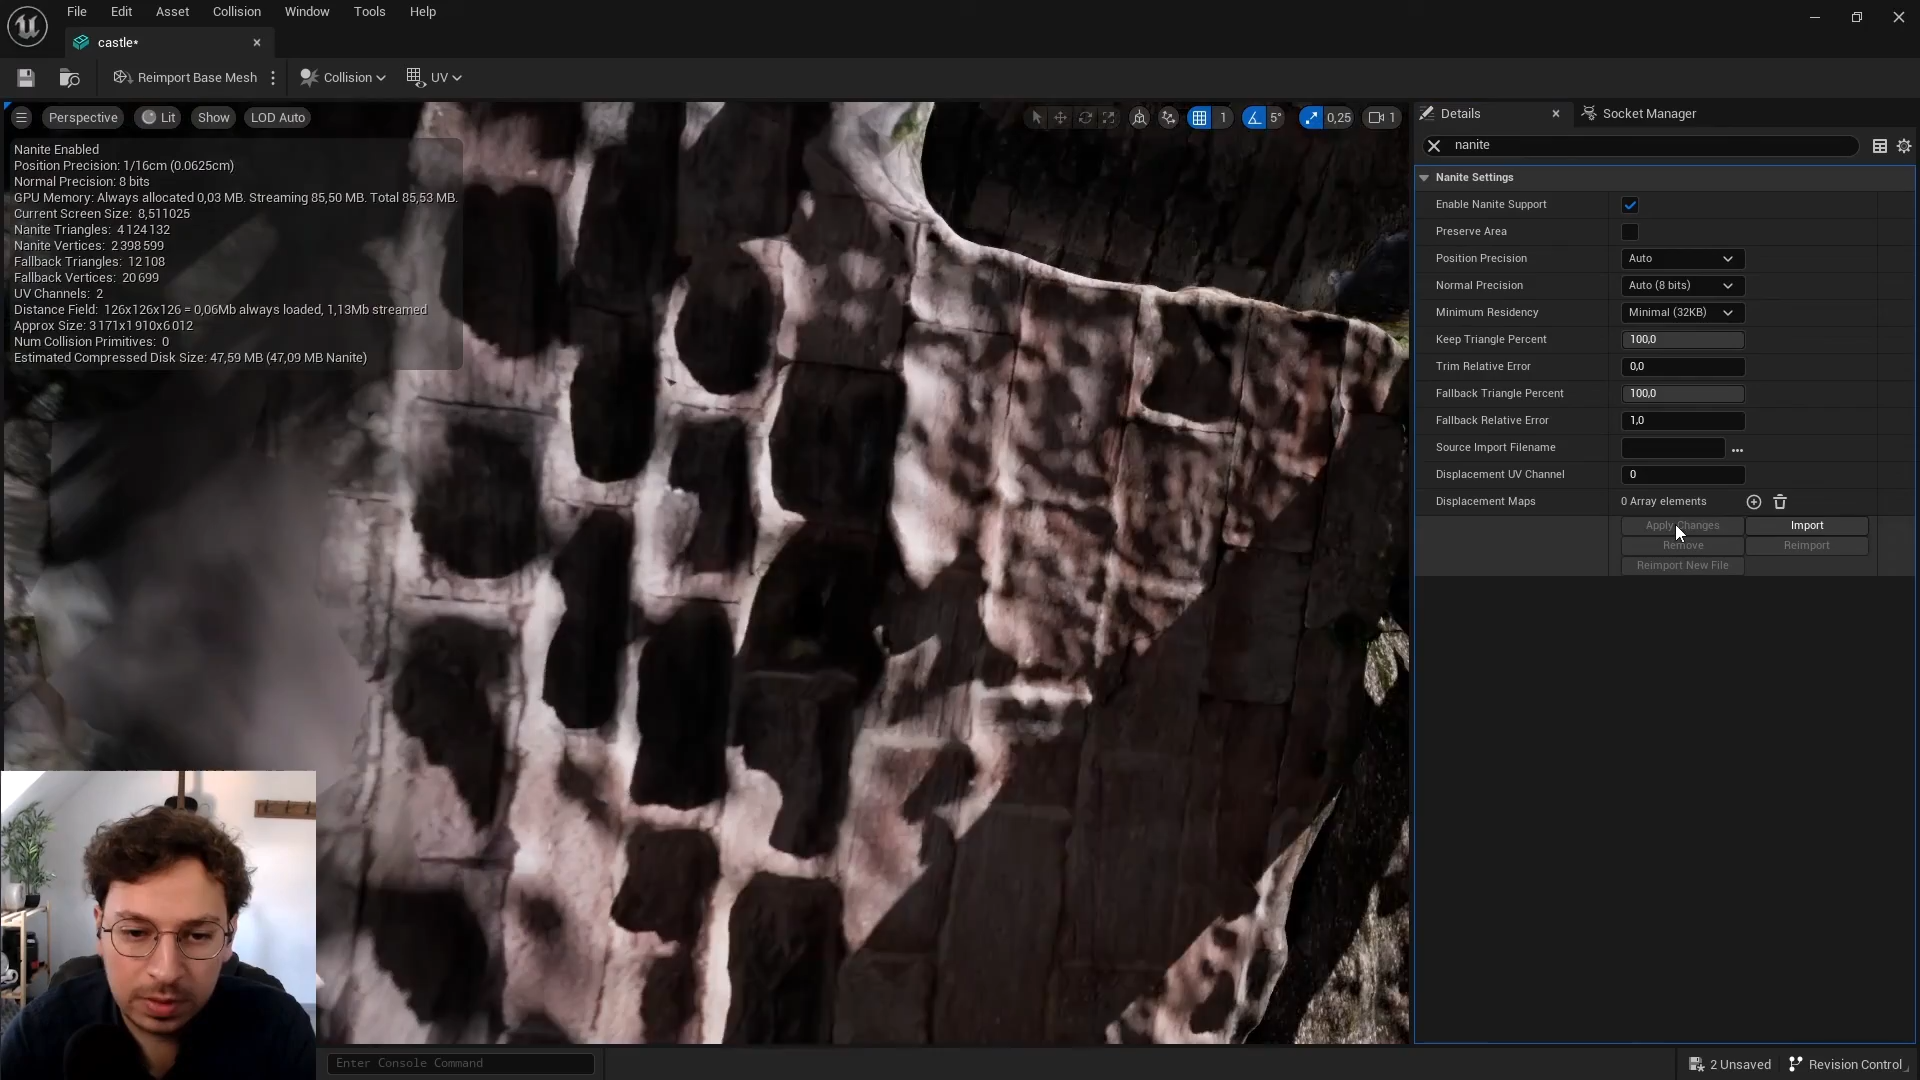 File Edit Asset Collision Window Tools Help
castle*
Reimport Base Mesh Collision UV
Perspective Lit Show LOD Auto 1 5° 0,25 1
Nanite Enabled
Position Precision: 1/16cm (0.0625cm)
Normal Precision: 8 bits
GPU Memory: Always allocated 0,03 MB. Streaming 85,50 MB. Total 85,53 MB.
Current Screen Size: 8,511025
Nanite Triangles: 4 124 132
Nanite Vertices: 2 398 599
Fallback Triangles: 12 108
Fallback Vertices: 20 699
UV Channels: 2
Distance Field: 126x126x126 = 0,06Mb always loaded, 1,13Mb streamed
Approx Size: 3 171x1 910x6 012
Num Collision Primitives: 0
Estimated Compressed Disk Size: 47,59 MB (47,09 MB Nanite)
Details Socket Manager
nanite
Nanite Settings
Enable Nanite Support
Preserve Area
Position Precision Auto
Normal Precision Auto (8 bits)
Minimum Residency Minimal (32KB)
Keep Triangle Percent 100,0
Trim Relative Error 0,0
Fallback Triangle Percent 100,0
Fallback Relative Error 1,0
Source Import Filename ...
Displacement UV Channel 0
Displacement Maps 0 Array elements
Apply Changes Import
Remove Reimport
Reimport New File
Enter Console Command
2 Unsaved Revision Control